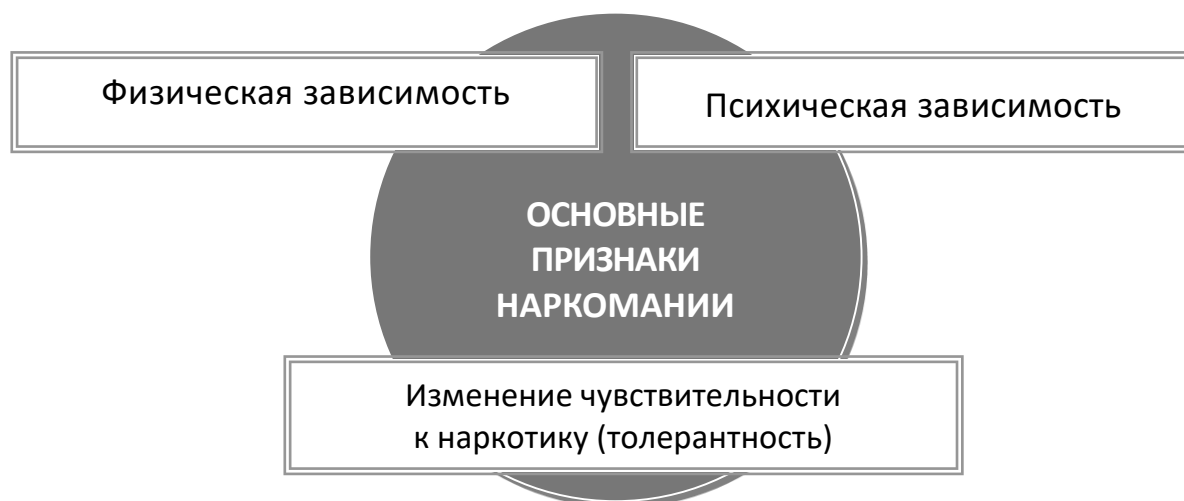 Физическая зависимость
Психическая зависимость
ОСНОВНЫЕ
ПРИЗНАКИ
НАРКОМАНИИ
Изменение чувствительности
к наркотику (толерантность)